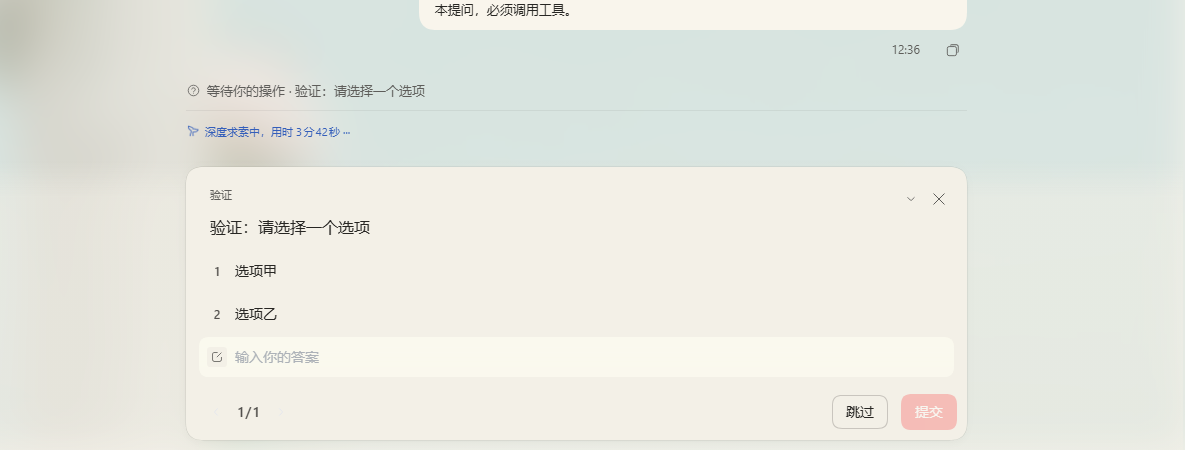 本提问，必须调用工具。
12:36
等待你的操作 · 验证：请选择一个选项
深度求索中，用时 3分42秒 ···
验证
验证：请选择一个选项
1 选项甲
2 选项乙
输入你的答案
1/1
跳过
提交